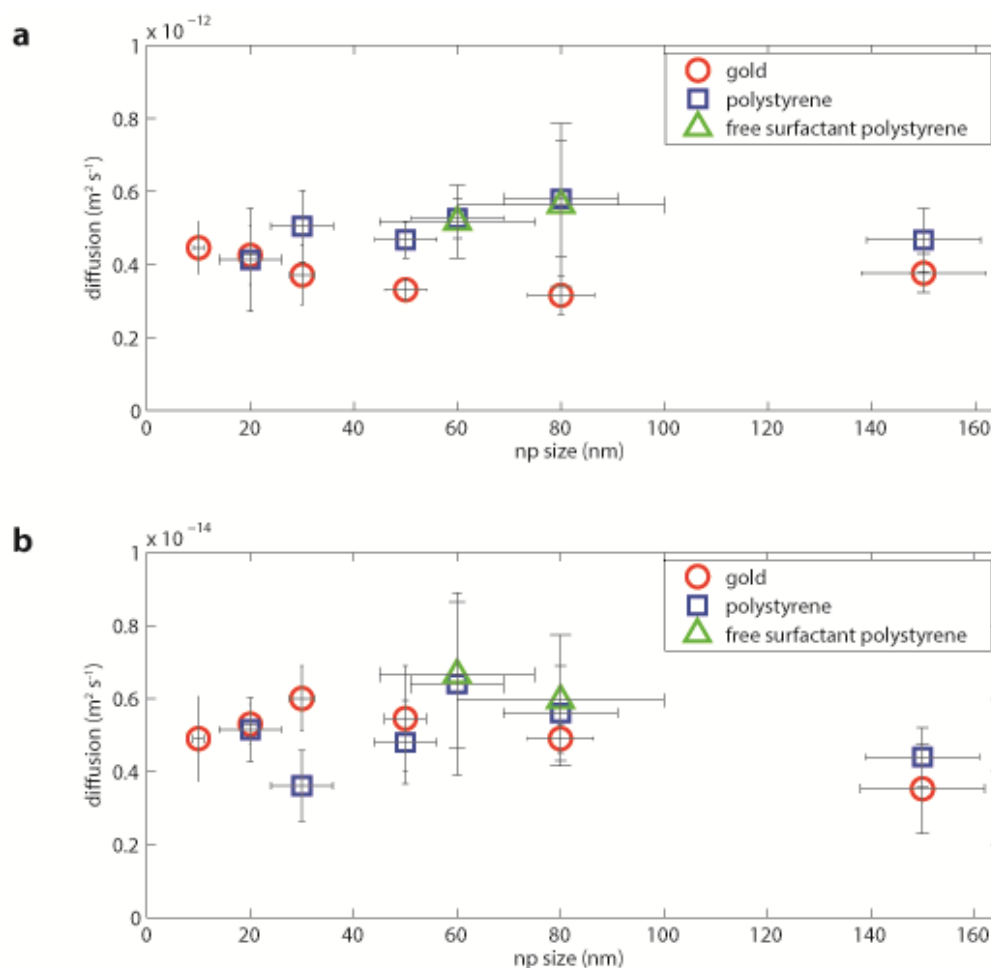 a
x 10 −12
1
0.8
0.6
0.4
0.2
0
diffusion (m² s⁻¹)
gold
polystyrene
free surfactant polystyrene
0 20 40 60 80 100 120 140 160
np size (nm)
b
x 10 −14
1
0.8
0.6
0.4
0.2
0
diffusion (m² s⁻¹)
gold
polystyrene
free surfactant polystyrene
0 20 40 60 80 100 120 140 160
np size (nm)